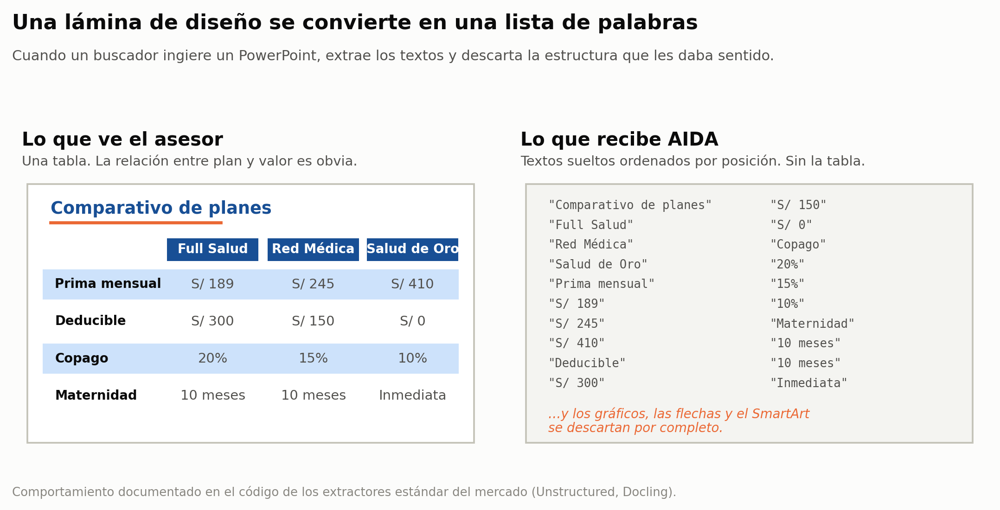 Una lámina de diseño se convierte en una lista de palabras
Cuando un buscador ingiere un PowerPoint, extrae los textos y descarta la estructura que les daba sentido.
Lo que ve el asesor
Una tabla. La relación entre plan y valor es obvia.
Comparativo de planes
Full Salud Red Médica Salud de Oro
Prima mensual S/ 189 S/ 245 S/ 410
Deducible S/ 300 S/ 150 S/ 0
Copago 20% 15% 10%
Maternidad 10 meses 10 meses Inmediata
Lo que recibe AIDA
Textos sueltos ordenados por posición. Sin la tabla.
"Comparativo de planes"
"Full Salud"
"Red Médica"
"Salud de Oro"
"Prima mensual"
"S/ 189"
"S/ 245"
"S/ 410"
"Deducible"
"S/ 300"
"S/ 150"
"S/ 0"
"Copago"
"20%"
"15%"
"10%"
"Maternidad"
"10 meses"
"10 meses"
"Inmediata"
…y los gráficos, las flechas y el SmartArt
se descartan por completo.
Comportamiento documentado en el código de los extractores estándar del mercado (Unstructured, Docling).